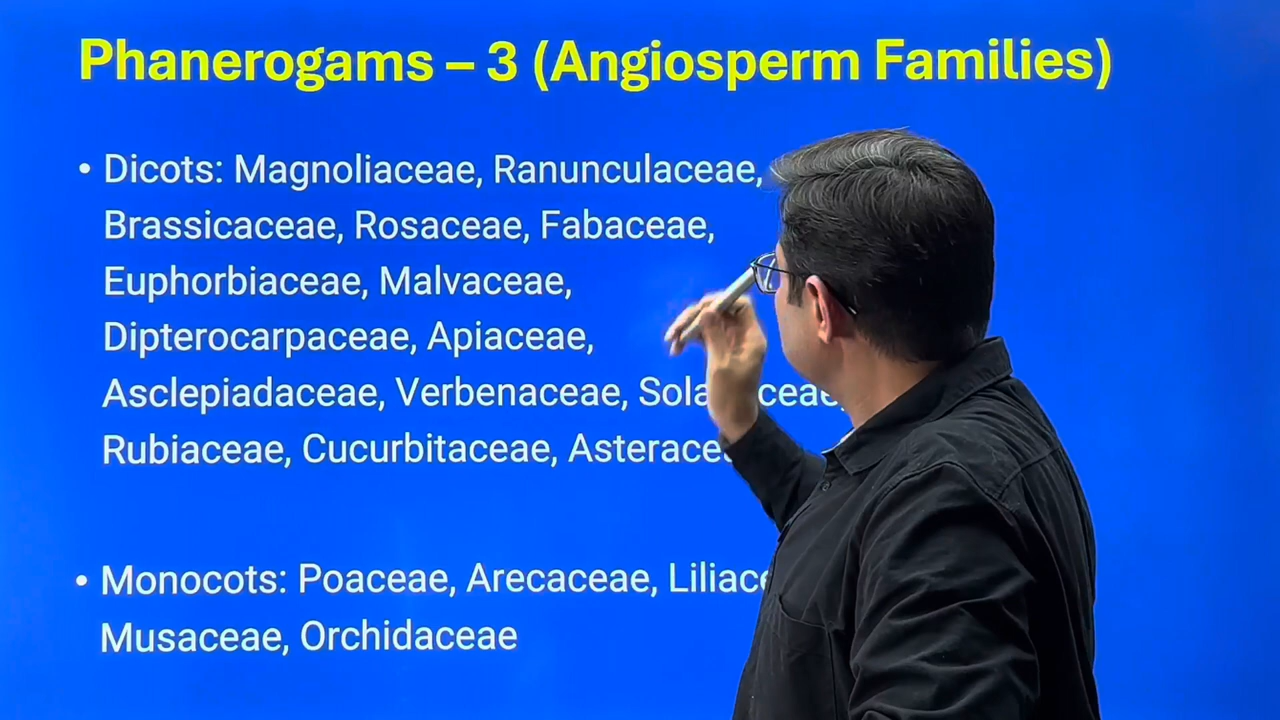 Phanerogams – 3 (Angiosperm Families)
• Dicots: Magnoliaceae, Ranunculaceae,
Brassicaceae, Rosaceae, Fabaceae,
Euphorbiaceae, Malvaceae,
Dipterocarpaceae, Apiaceae,
Asclepiadaceae, Verbenaceae,
Rubiaceae, Cucurbitaceae,
• Monocots: Poaceae, Arecaceae,
Musaceae, Orchidaceae